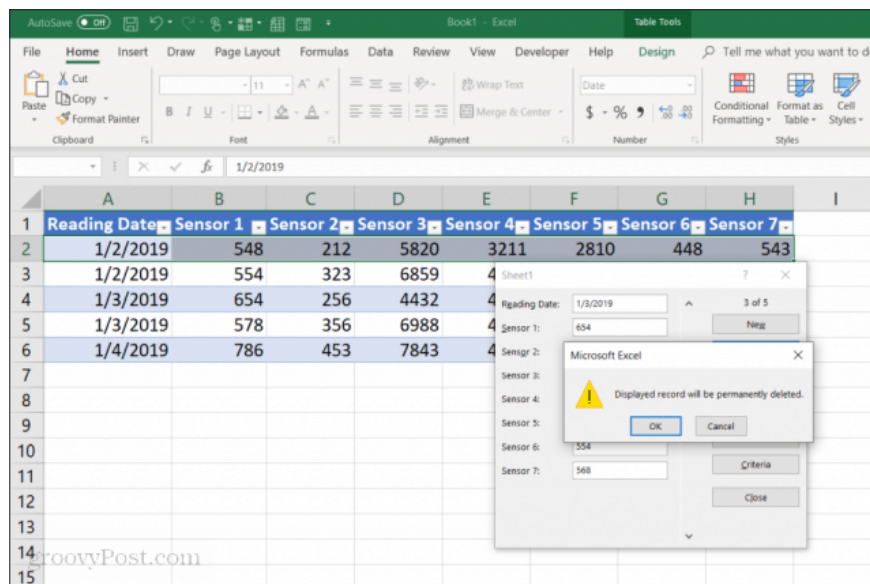 AutoSave Off Book1 - Excel Table Tools
File Home Insert Draw Page Layout Formulas Data Review View Developer Help Design Tell me what you want to d
Paste Cut Copy Format Painter 11 A^ A˅ Wrap Text Date Conditional Format as Cell
B I U A Merge & Center $ % , Formatting Table Styles
Clipboard Font Alignment Number Styles
fx 1/2/2019
A B C D E F G H I
1 Reading Date Sensor 1 Sensor 2 Sensor 3 Sensor 4 Sensor 5 Sensor 6 Sensor 7
2 1/2/2019 548 212 5820 3211 2810 448 543
3 1/2/2019 554 323 6859 4
4 1/3/2019 654 256 4432 4
5 1/3/2019 578 356 6988 4
6 1/4/2019 786 453 7843 4
7
8
9
10
11
12
13
14
15
Sheet1 ?
Reading Date: 1/3/2019 3 of 5
Sensor 1: 654 New
Sensor 2:
Sensor 3:
Sensor 4:
Sensor 5:
Sensor 6: 554
Sensor 7: 568 Criteria
Close
Microsoft Excel
Displayed record will be permanently deleted.
OK Cancel
groovyPost.com